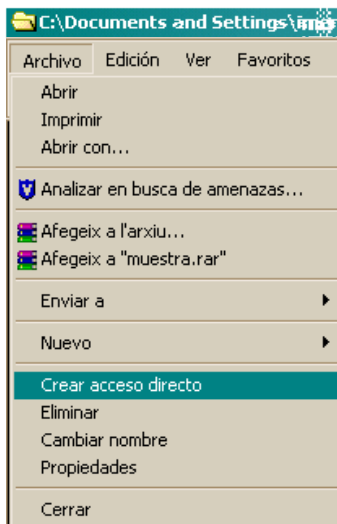 C:\Documents and Settings\
Archivo Edición Ver Favoritos
Abrir
Imprimir
Abrir con...
Analizar en busca de amenazas...
Afegeix a l'arxiu...
Afegeix a "muestra.rar"
Enviar a
Nuevo
Crear acceso directo
Eliminar
Cambiar nombre
Propiedades
Cerrar